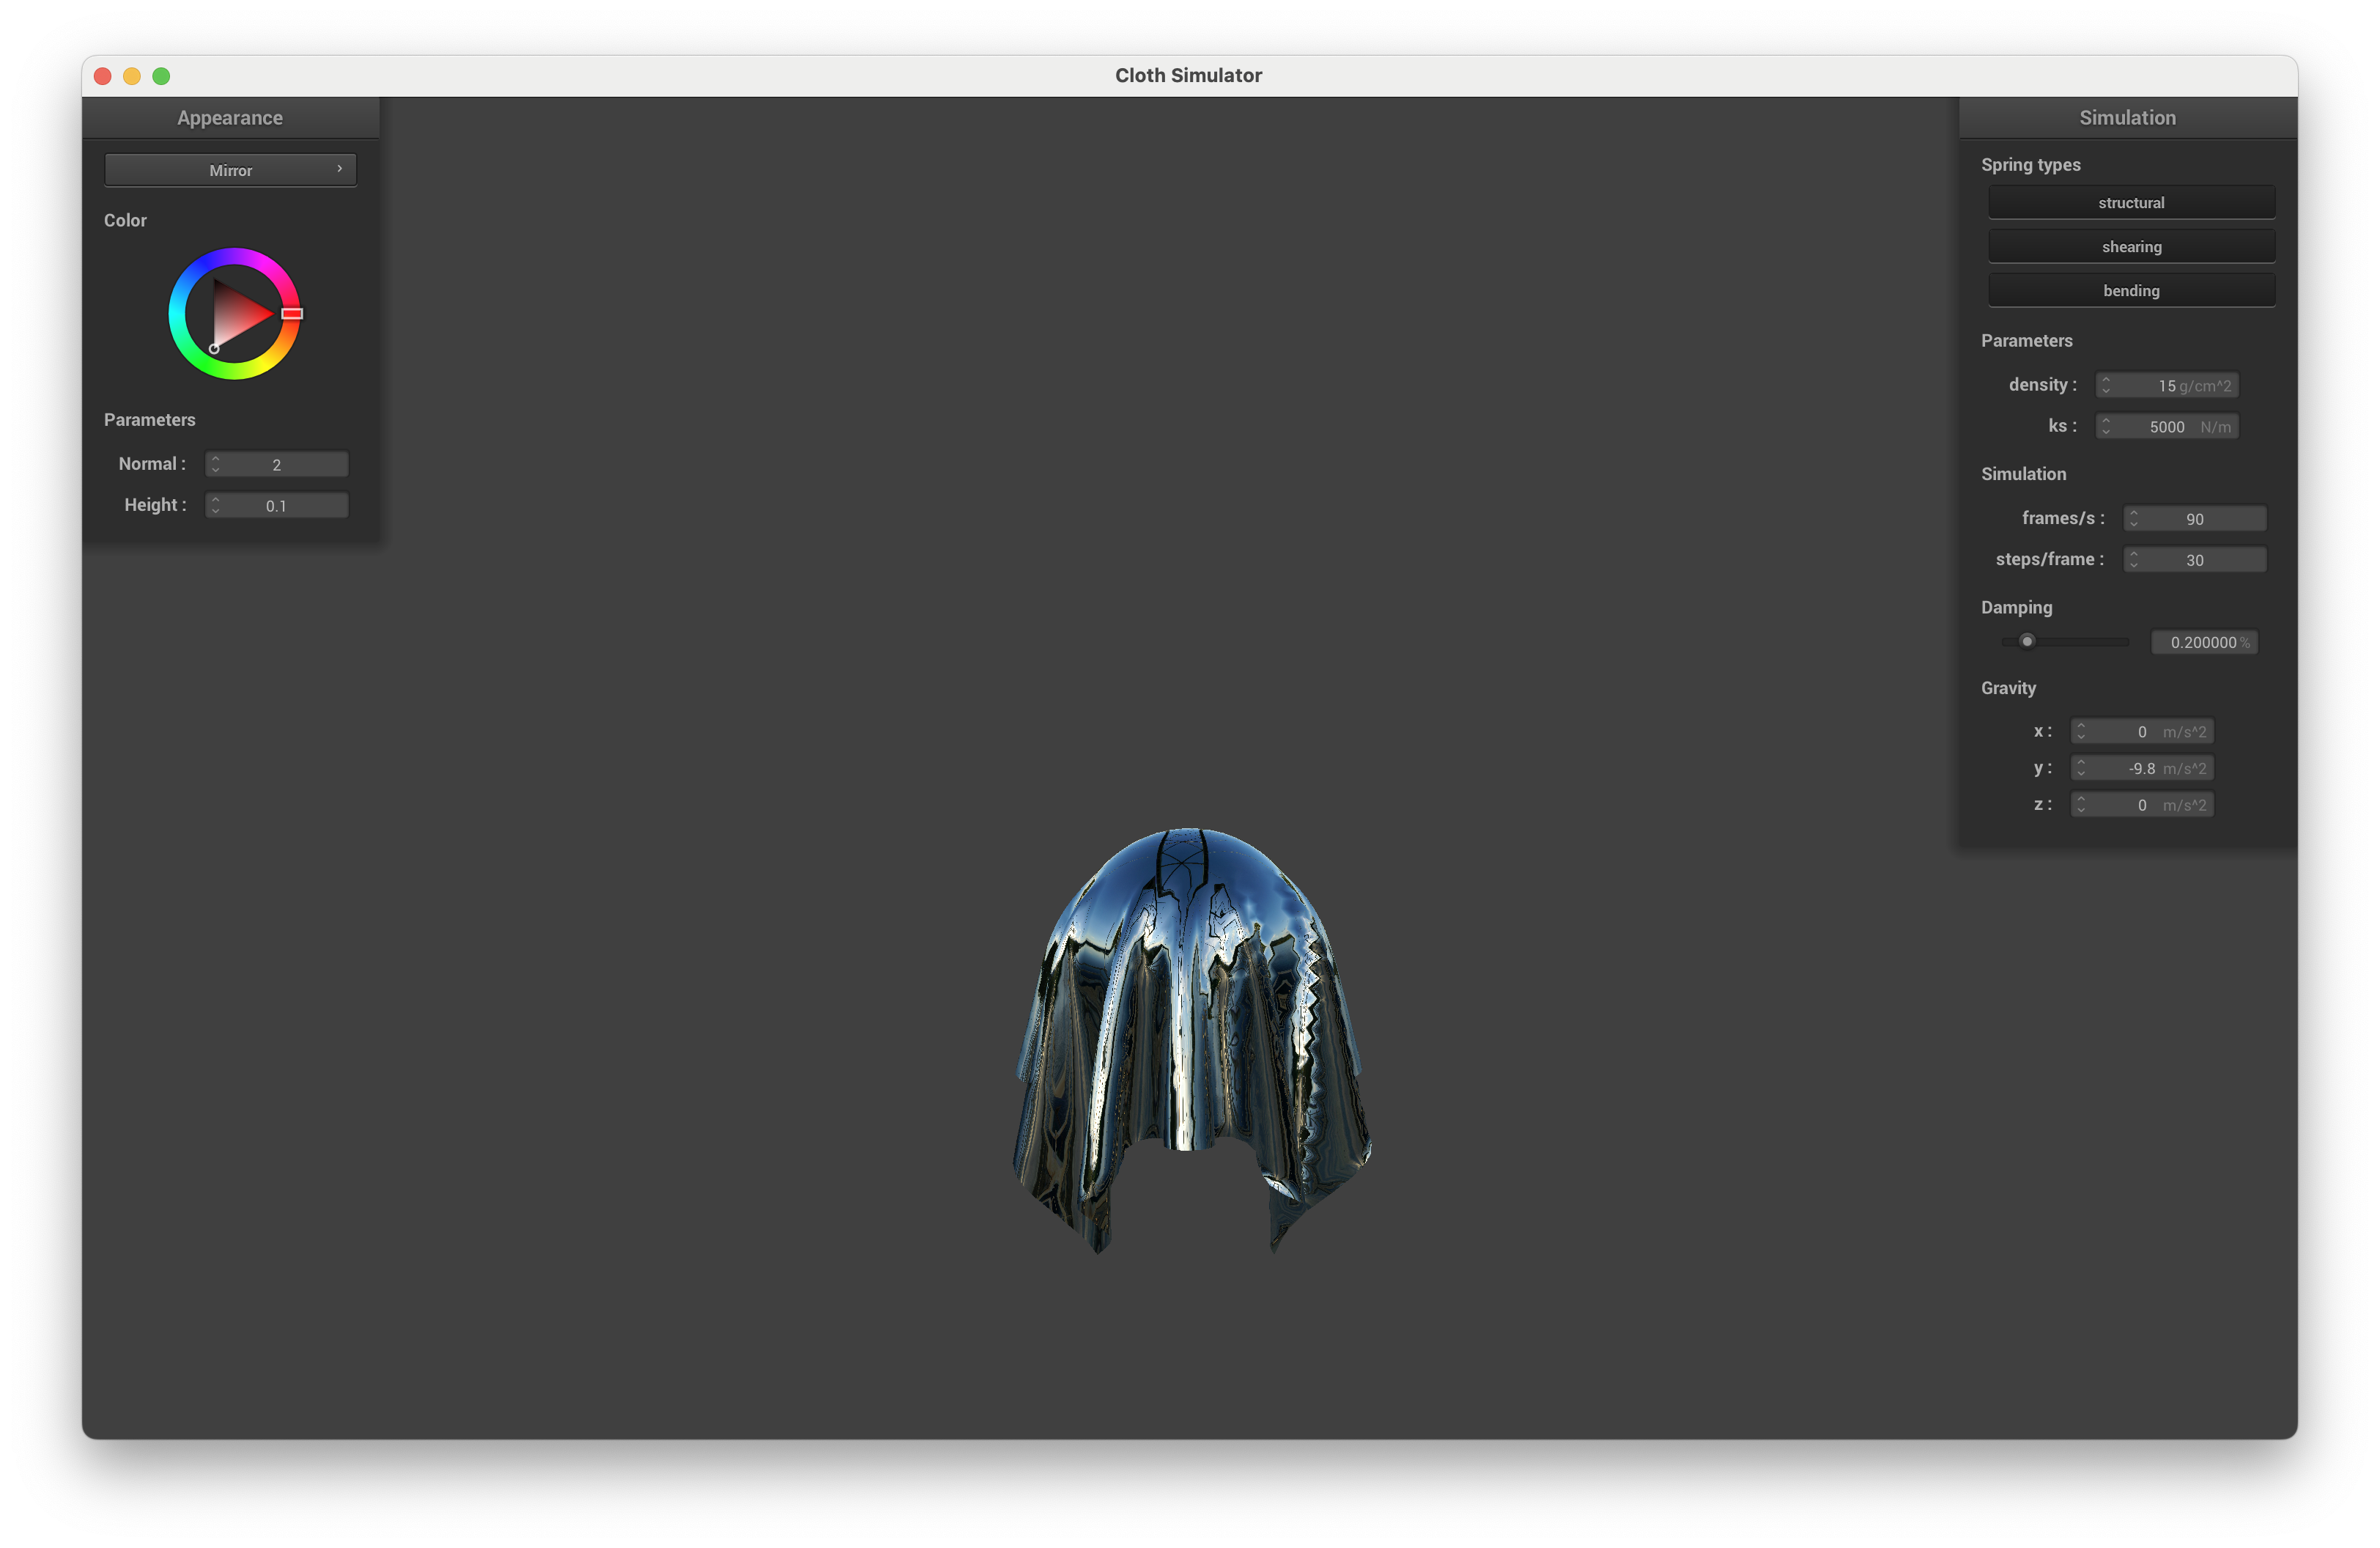 Cloth Simulator
Appearance
Mirror
Color
Parameters
Normal : 2
Height : 0.1
Simulation
Spring types
structural
shearing
bending
Parameters
density : 15 g/cm^2
ks : 5000 N/m
Simulation
frames/s : 90
steps/frame : 30
Damping
0.200000 %
Gravity
x : 0 m/s^2
y : -9.8 m/s^2
z : 0 m/s^2